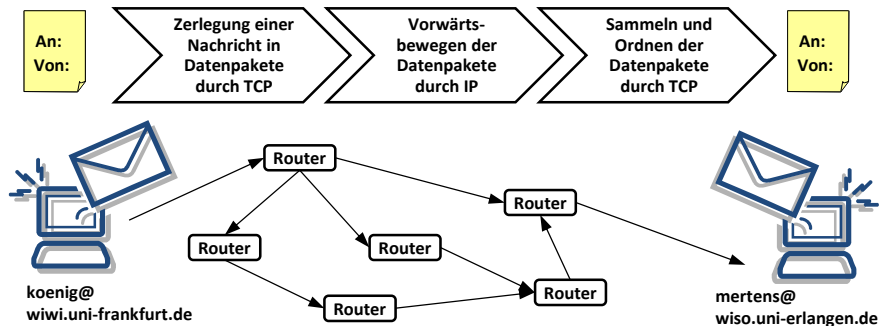 An:
Von:
Zerlegung einer
Nachricht in
Datenpakete
durch TCP
Vorwärts-
bewegen der
Datenpakete
durch IP
Sammeln und
Ordnen der
Datenpakete
durch TCP
An:
Von:
Router
Router
Router
Router
Router
Router
koenig@
wiwi.uni-frankfurt.de
mertens@
wiso.uni-erlangen.de